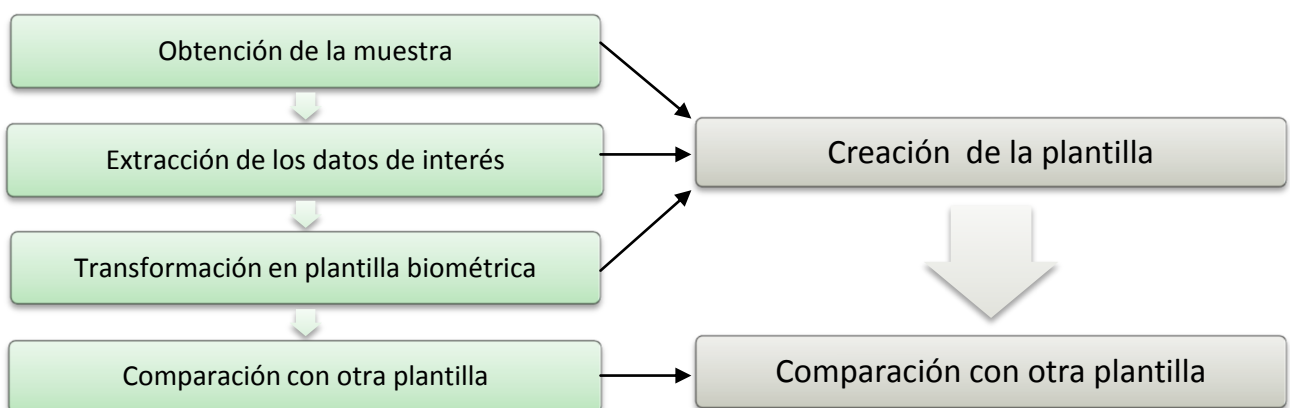 Obtención de la muestra
Extracción de los datos de interés
Transformación en plantilla biométrica
Comparación con otra plantilla
Creación de la plantilla
Comparación con otra plantilla